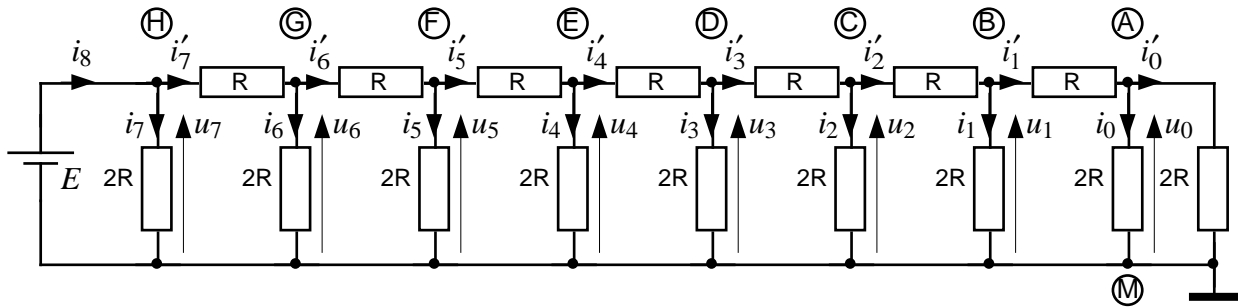 H G F E D C B A
i₈ i′₇ i′₆ i′₅ i′₄ i′₃ i′₂ i′₁ i′₀
R R R R R R R
i₇ u₇ i₆ u₆ i₅ u₅ i₄ u₄ i₃ u₃ i₂ u₂ i₁ u₁ i₀ u₀
E 2R 2R 2R 2R 2R 2R 2R 2R 2R
M